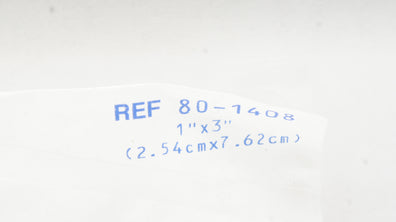 REF 80-1408
1"x3"
(2.54cmx7.62cm)